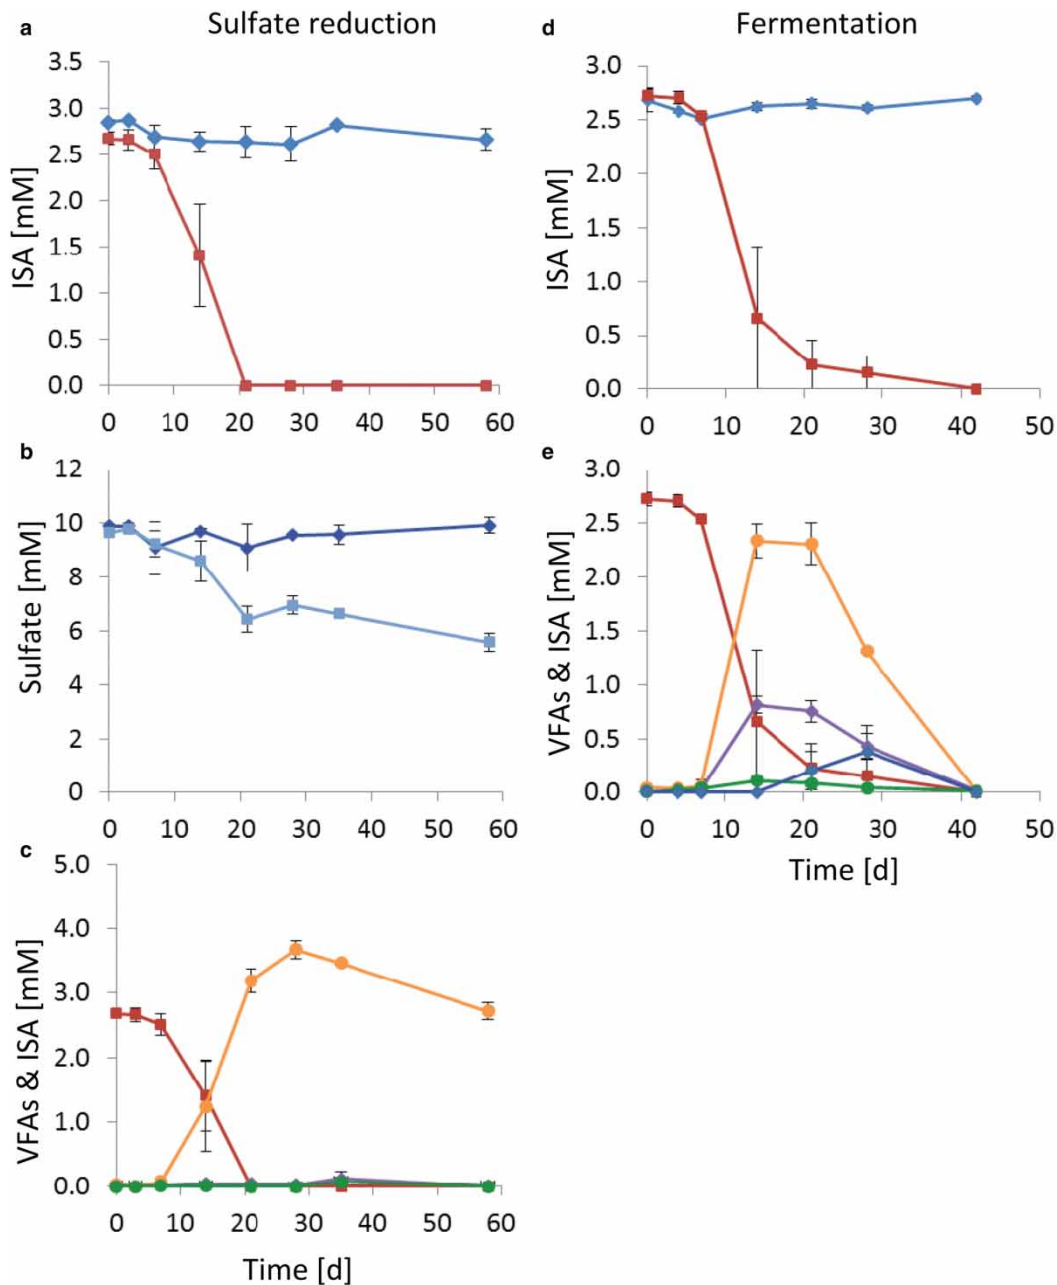 a Sulfate reduction
3.5
3.0
2.5
2.0
1.5
1.0
0.5
0.0
ISA [mM]
0 10 20 30 40 50 60
d Fermentation
3.0
2.5
2.0
1.5
1.0
0.5
0.0
ISA [mM]
0 10 20 30 40 50
b
12
10
8
6
4
2
0
Sulfate [mM]
0 10 20 30 40 50 60
e
3.0
2.5
2.0
1.5
1.0
0.5
0.0
VFAs & ISA [mM]
0 10 20 30 40 50
Time [d]
c
5.0
4.0
3.0
2.0
1.0
0.0
VFAs & ISA [mM]
0 10 20 30 40 50 60
Time [d]